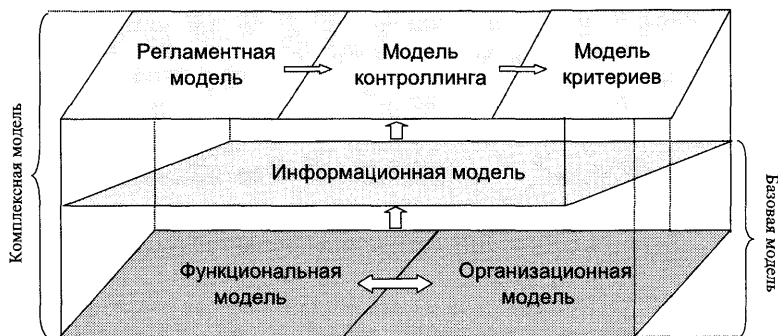 Комплексная модель
Регламентная
модель
Модель
контроллинга
Модель
критериев
Информационная модель
Функциональная
модель
Организационная
модель
Базовая модель